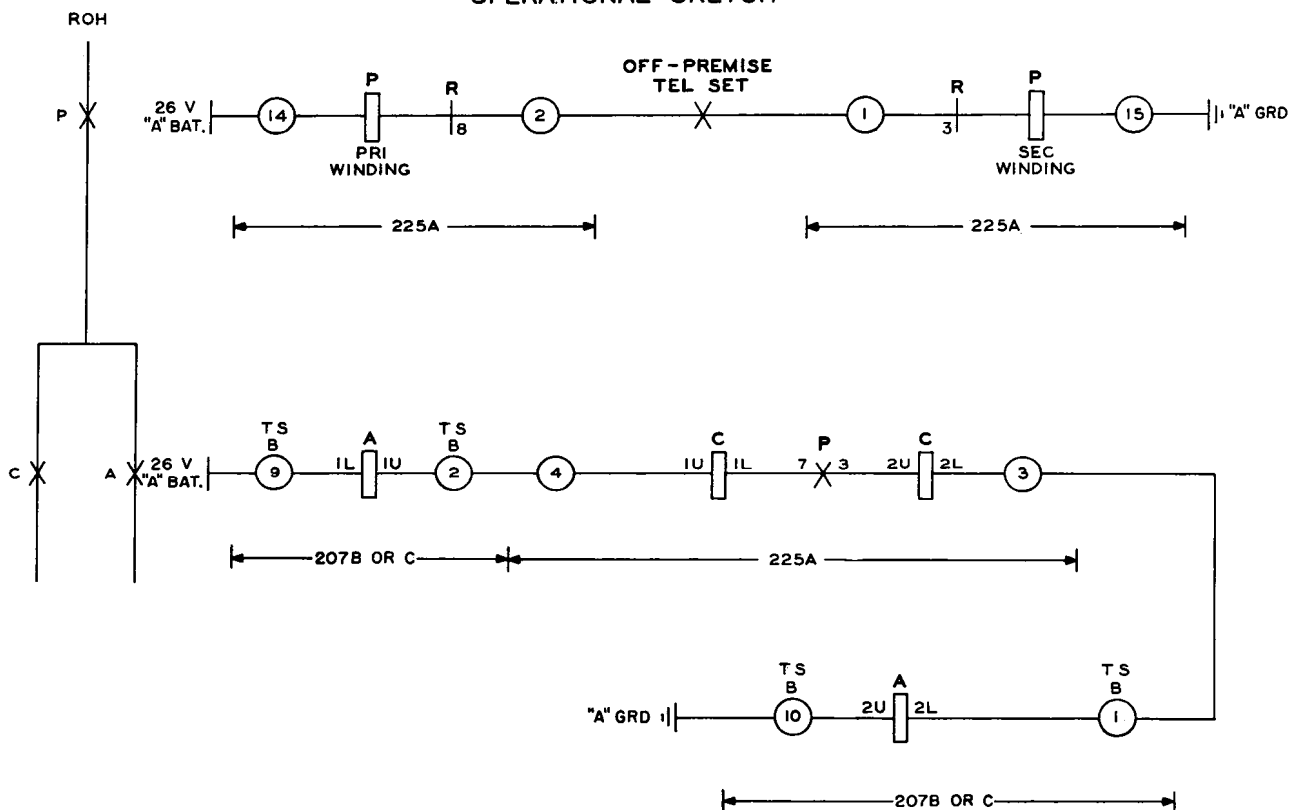 ROH
P
26 V
"A" BAT.
14
P
PRI
WINDING
R
8
2
OFF-PREMISE
TEL SET
1
R
3
P
SEC
WINDING
15
"A" GRD
225A
225A
C
A
26 V
"A" BAT.
TS
B
9
1L
A
1U
TS
B
2
4
1U
C
1L
7
P
3
2U
C
2L
3
207B OR C
225A
"A" GRD
TS
B
10
2U
A
2L
TS
B
1
207B OR C